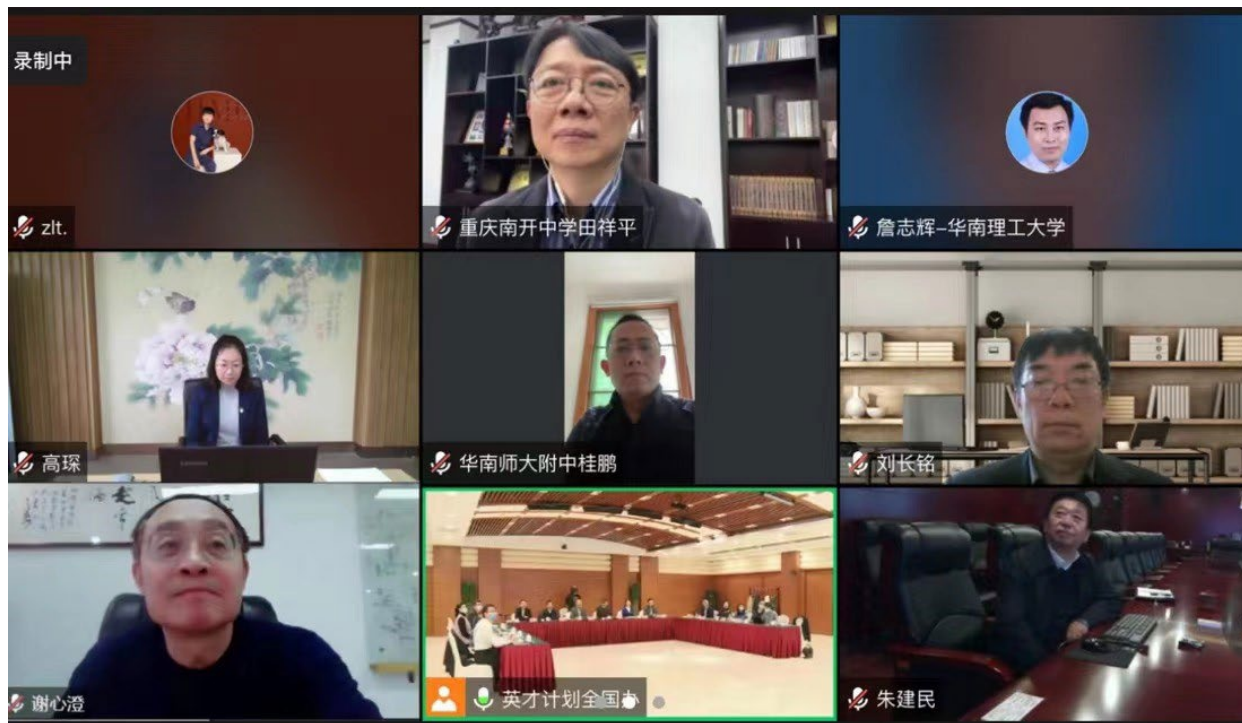 录制中
zlt.
重庆南开中学田祥平
詹志辉-华南理工大学
高琛
华南师大附中桂鹏
刘长铭
谢心澄
英才计划全国办
朱建民